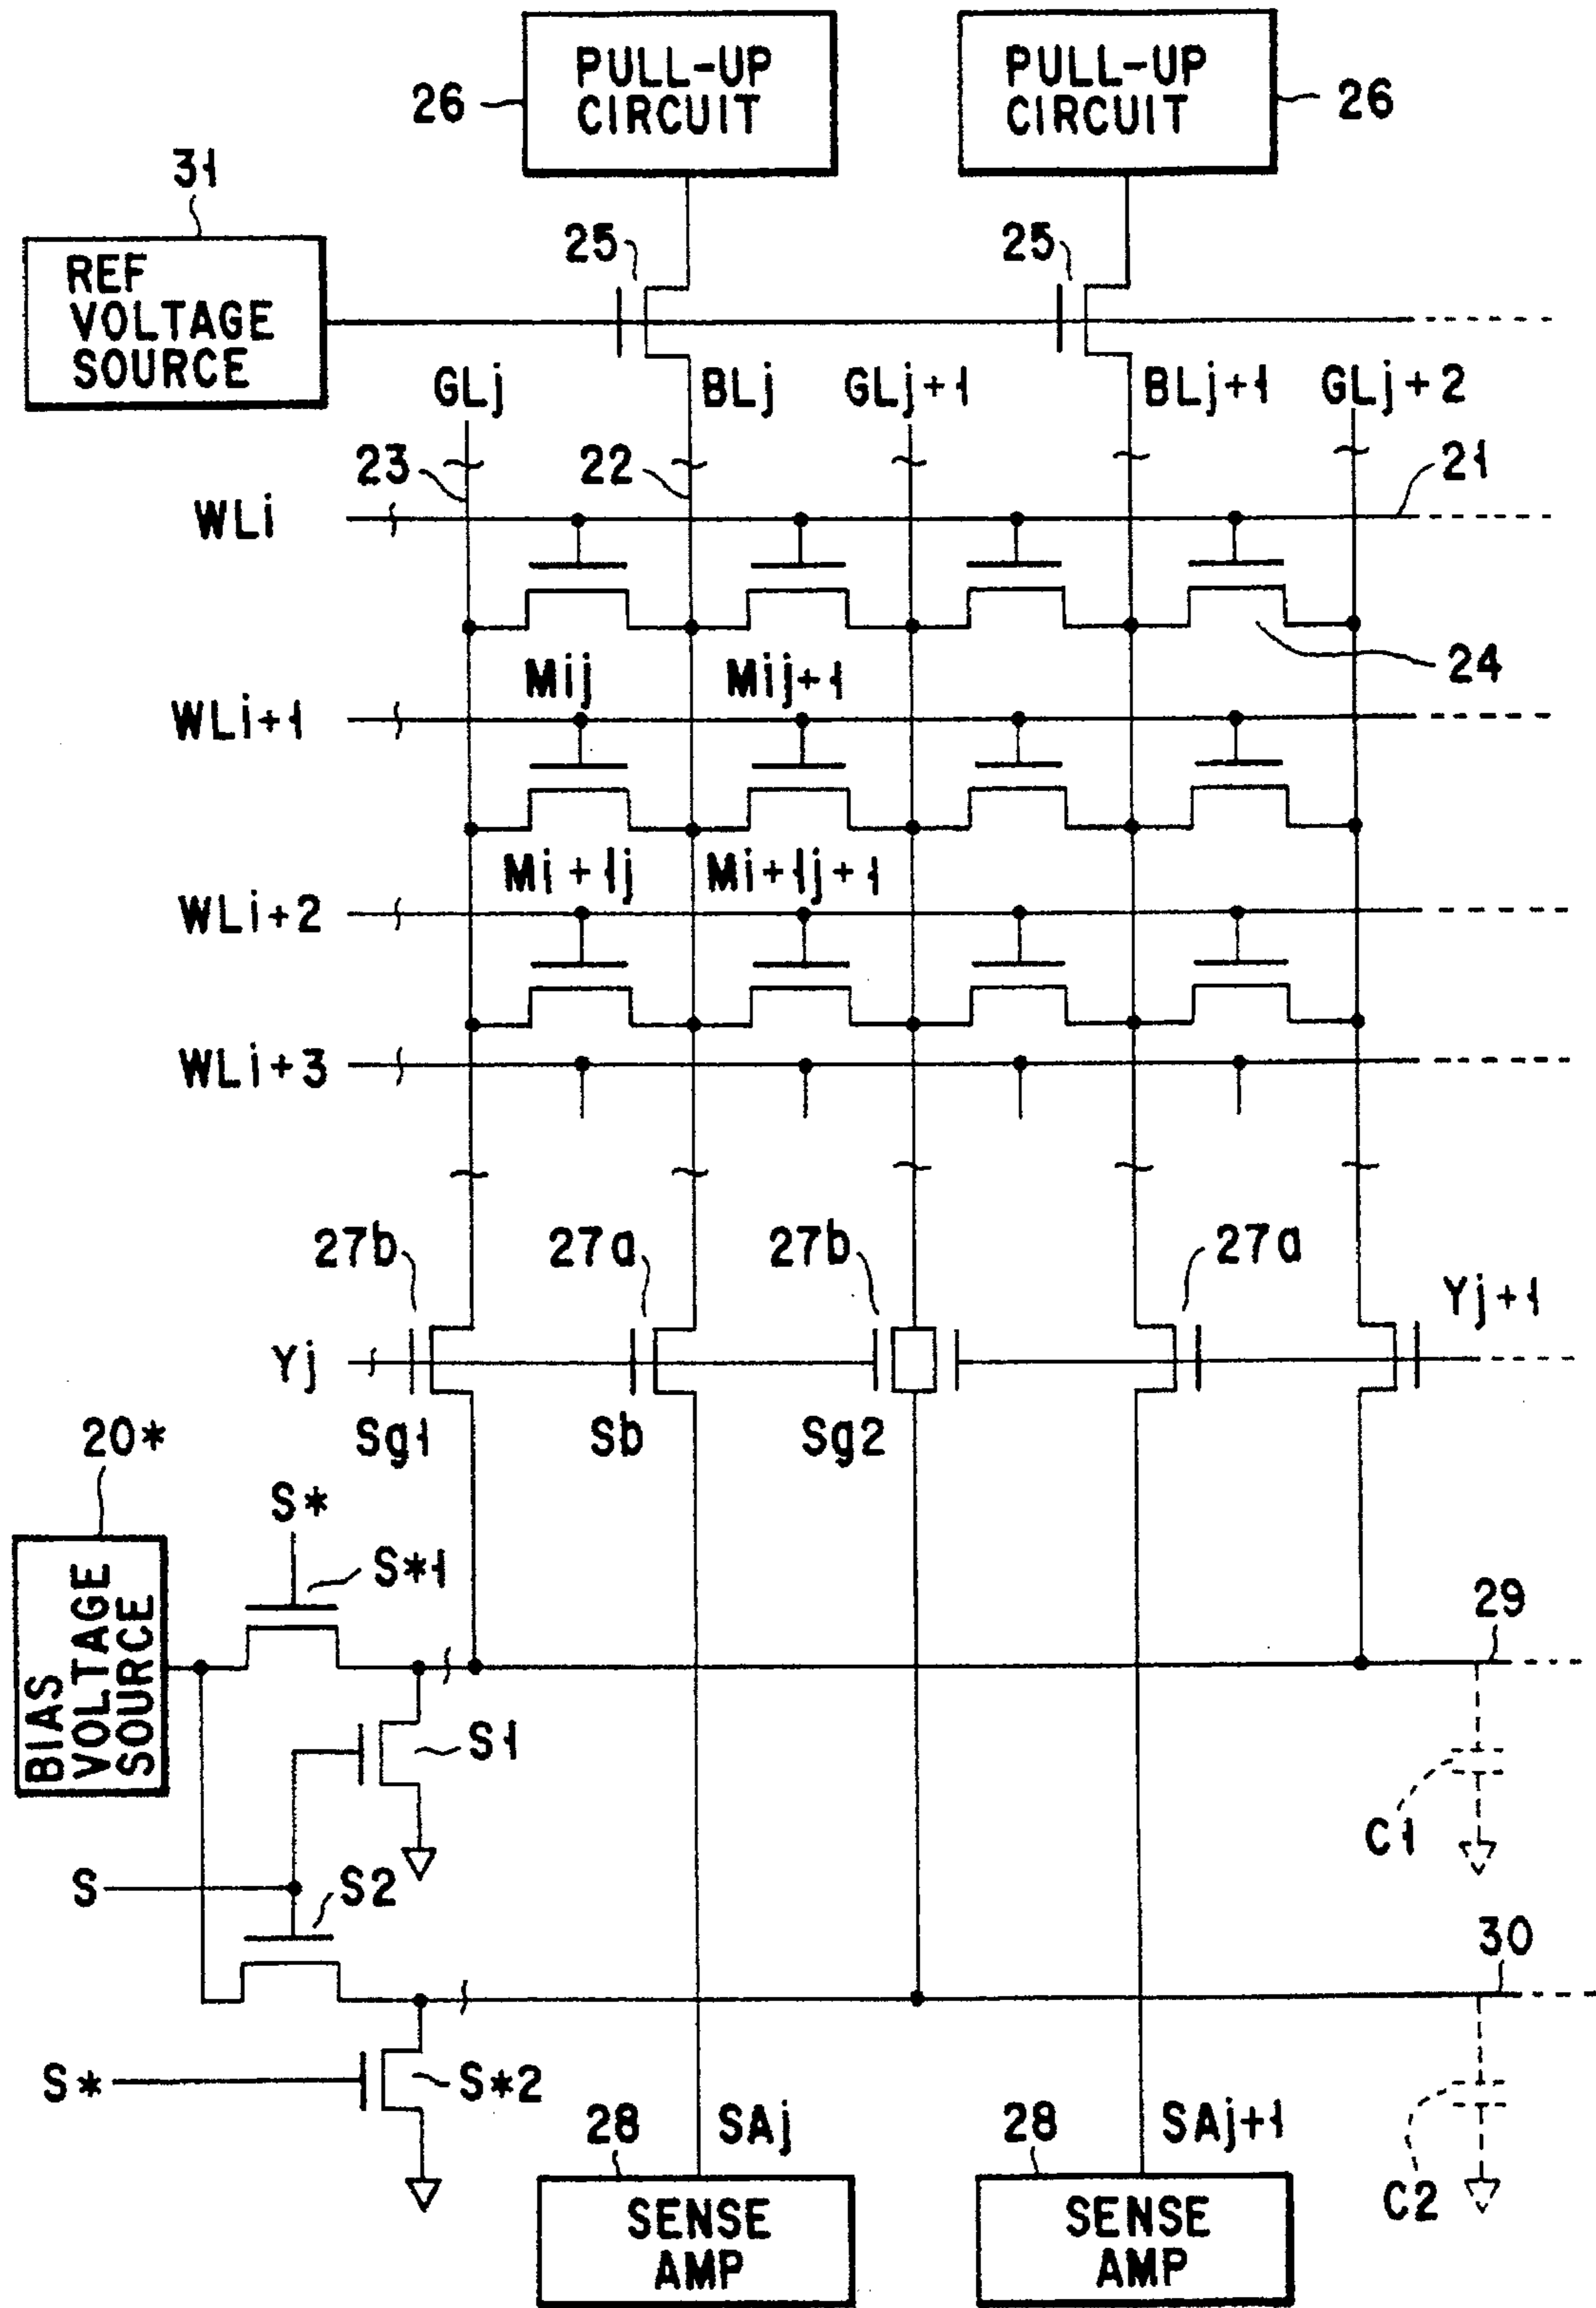 PULL-UP
CIRCUIT
26
PULL-UP
CIRCUIT
26
31
REF
VOLTAGE
SOURCE
25
25
GLj
BLj
GLj+1
BLj+1
GLj+2
23
22
21
WLi
24
Mij
Mij+1
WLi+1
Mi+1j
Mi+1j+1
WLi+2
WLi+3
27b
27a
27b
27a
Yj
Yj+1
Sg1
Sb
Sg2
20*
S*
S*1
BIAS
VOLTAGE
SOURCE
29
S1
C1
S
S2
30
S*
S*2
C2
28
SAj
28
SAj+1
SENSE
AMP
SENSE
AMP